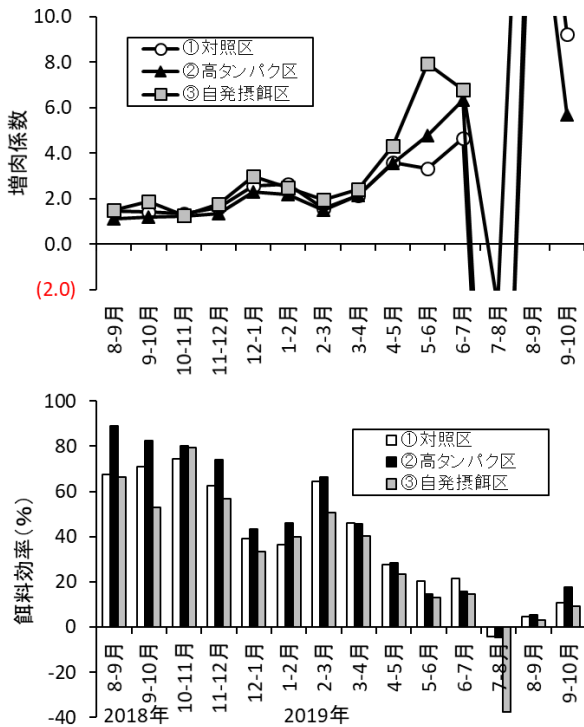 10.0
8.0
6.0
4.0
2.0
0.0
(2.0)
増肉係数
①対照区
②高タンパク区
③自発摂餌区
8-9月
9-10月
10-11月
11-12月
12-1月
1-2月
2-3月
3-4月
4-5月
5-6月
6-7月
7-8月
8-9月
9-10月
100
80
60
40
20
0
-20
-40
餌料効率(%)
①対照区
②高タンパク区
③自発摂餌区
8-9月
9-10月
10-11月
11-12月
12-1月
1-2月
2-3月
3-4月
4-5月
5-6月
6-7月
7-8月
8-9月
9-10月
2018年
2019年